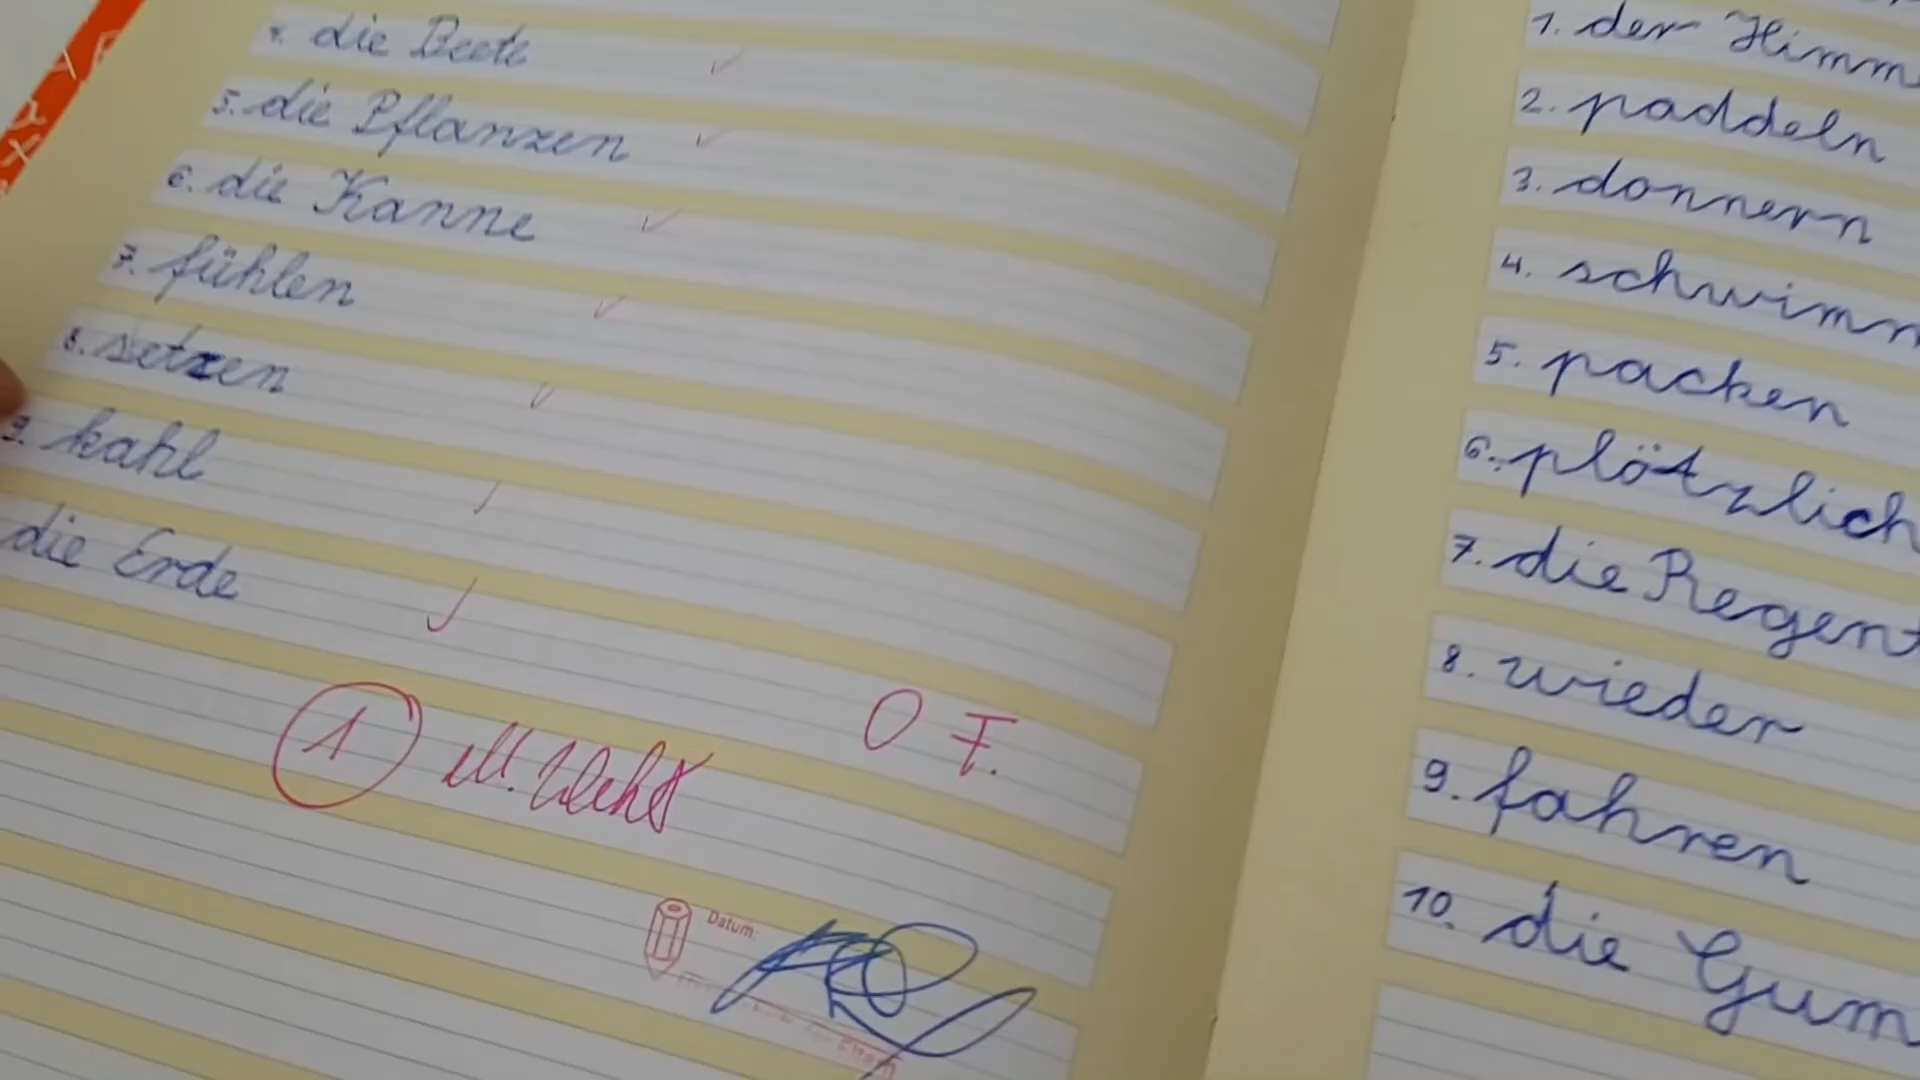 4. die Beete
5. die Pflanzen
6. die Kanne
7. fühlen
8. setzen
9. kahl
die Erde
1
0 F.
Datum:
Eltern
1. der Himm
2. paddeln
3. donnern
4. schwimm
5. packen
6. plötzlich
7. die Regent
8. wieder
9. fahren
10. die Gum